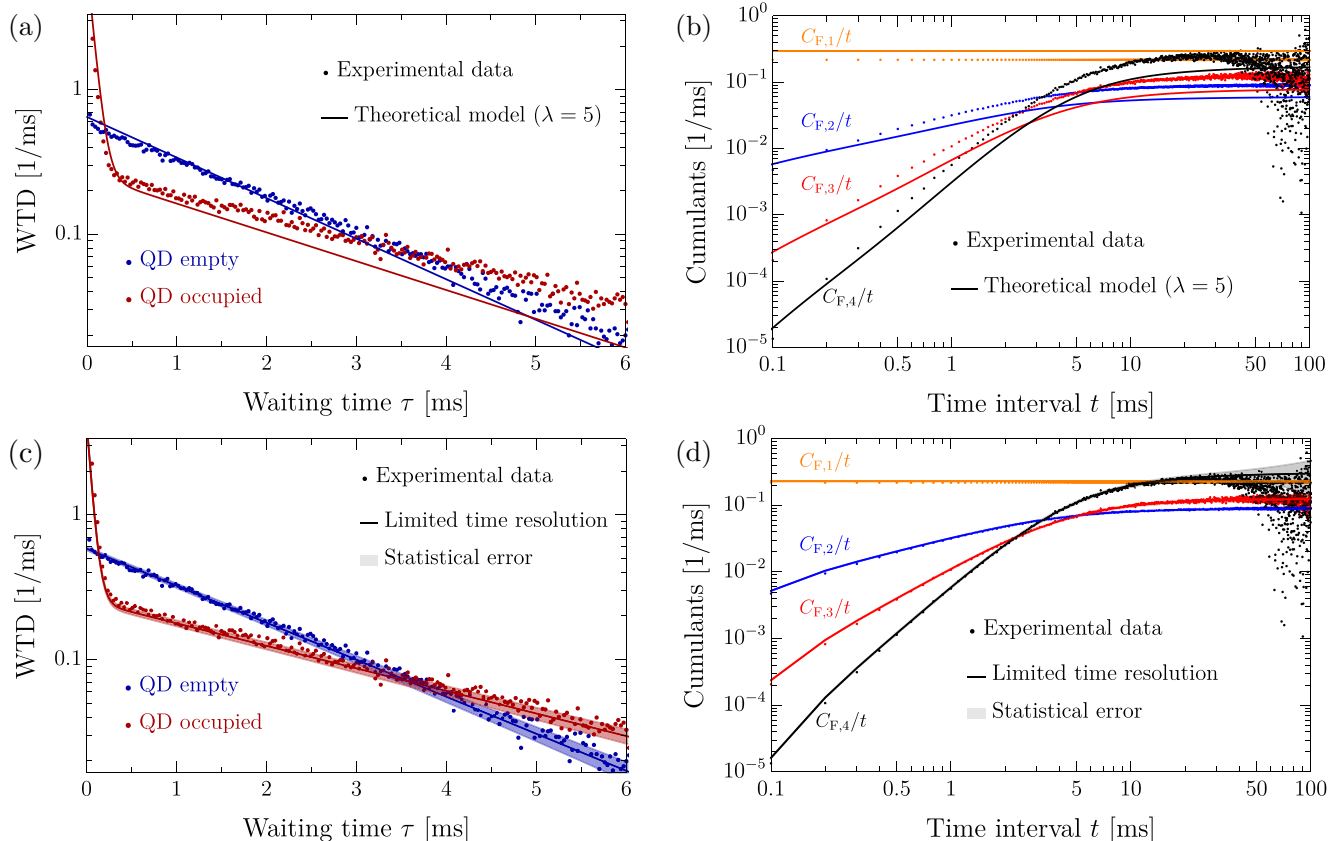 (a)
WTD [1/ms]
1
0.1
• Experimental data
— Theoretical model (λ = 5)
• QD empty
• QD occupied
0 1 2 3 4 5 6
Waiting time τ [ms]
(b)
Cumulants [1/ms]
10⁰
10⁻¹
10⁻²
10⁻³
10⁻⁴
10⁻⁵
C_F,1/t
C_F,2/t
C_F,3/t
C_F,4/t
• Experimental data
— Theoretical model (λ = 5)
0.1 0.5 1 5 10 50 100
Time interval t [ms]
(c)
WTD [1/ms]
1
0.1
• Experimental data
— Limited time resolution
Statistical error
• QD empty
• QD occupied
0 1 2 3 4 5 6
Waiting time τ [ms]
(d)
Cumulants [1/ms]
10⁰
10⁻¹
10⁻²
10⁻³
10⁻⁴
10⁻⁵
C_F,1/t
C_F,2/t
C_F,3/t
C_F,4/t
• Experimental data
— Limited time resolution
Statistical error
0.1 0.5 1 5 10 50 100
Time interval t [ms]